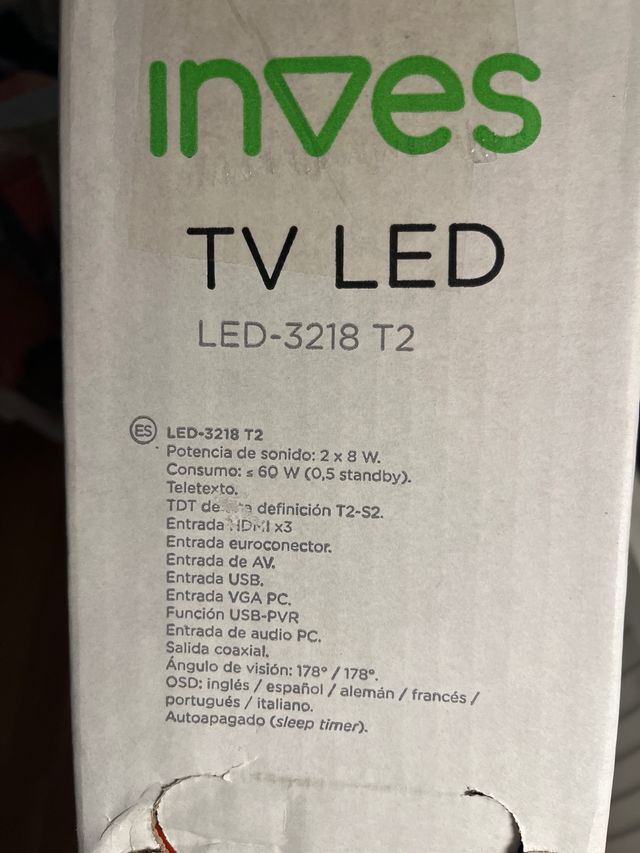 inves
TV LED
LED-3218 T2
ES LED-3218 T2
Potencia de sonido: 2 x 8 W.
Consumo: ≤ 60 W (0,5 standby).
Teletexto.
TDT de definición T2-S2.
Entrada HDMI x3
Entrada euroconector.
Entrada de AV.
Entrada USB.
Entrada VGA PC.
Función USB-PVR
Entrada de audio PC.
Salida coaxial.
Ángulo de visión: 178º / 178º.
OSD: inglés / español / alemán / francés /
portugués / italiano.
Autoapagado (sleep timer).